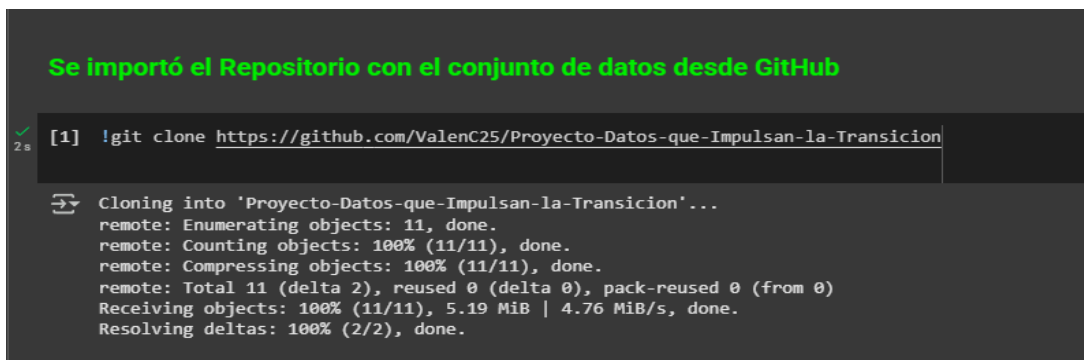 Se importó el Repositorio con el conjunto de datos desde GitHub
[1] !git clone https://github.com/ValenC25/Proyecto-Datos-que-Impulsan-la-Transicion
2s
Cloning into 'Proyecto-Datos-que-Impulsan-la-Transicion'...
remote: Enumerating objects: 11, done.
remote: Counting objects: 100% (11/11), done.
remote: Compressing objects: 100% (11/11), done.
remote: Total 11 (delta 2), reused 0 (delta 0), pack-reused 0 (from 0)
Receiving objects: 100% (11/11), 5.19 MiB | 4.76 MiB/s, done.
Resolving deltas: 100% (2/2), done.